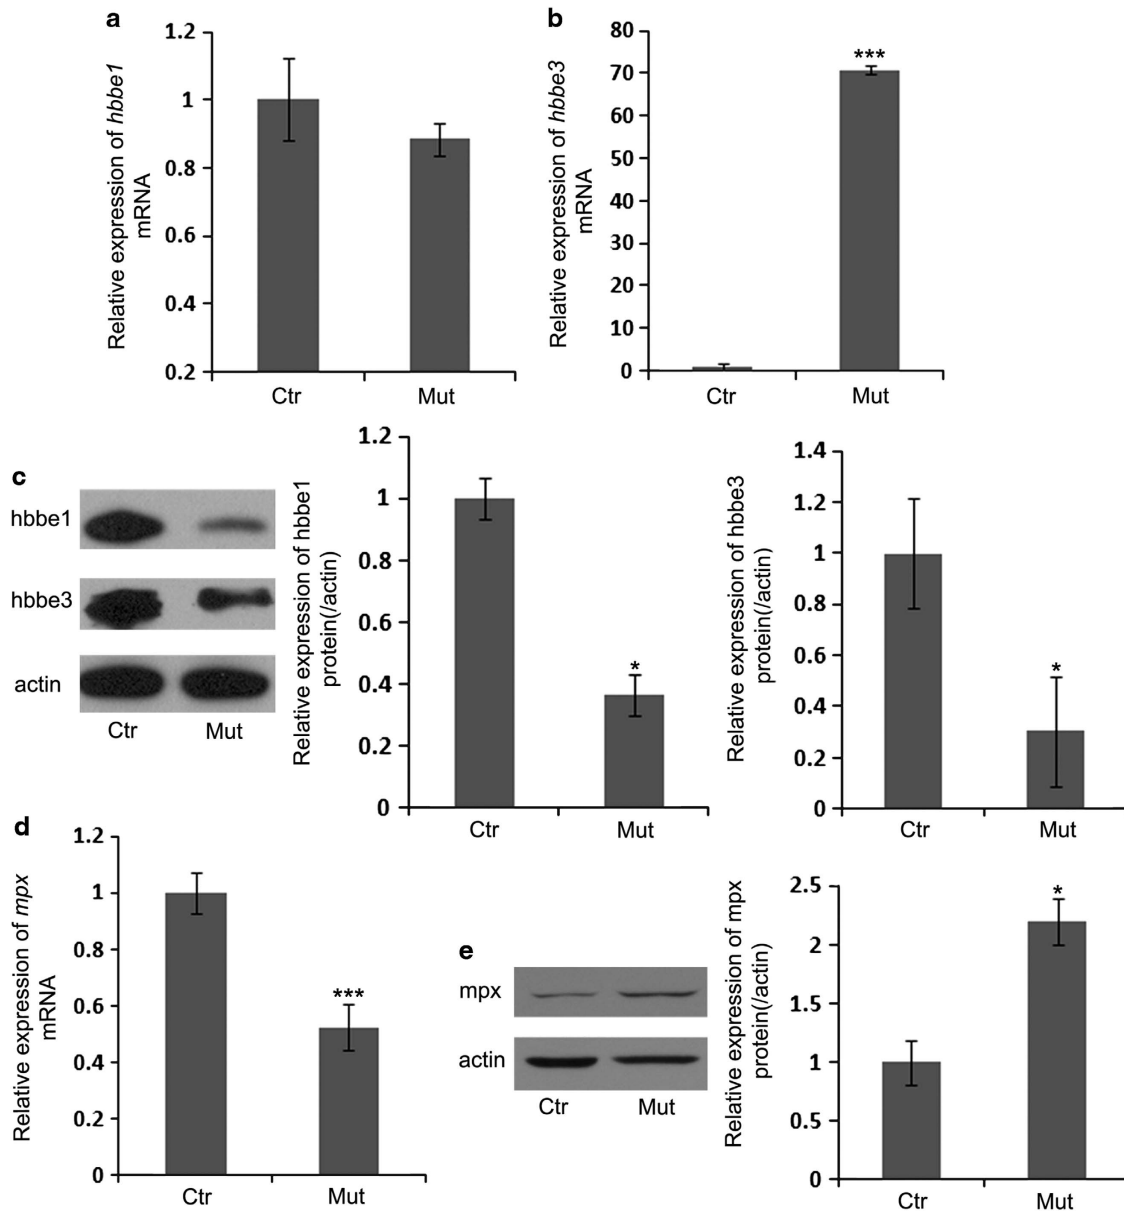 a
Relative expression of hbbe1
mRNA
1.2
1
0.8
0.6
0.4
0.2
Ctr
Mut
b
Relative expression of hbbe3
mRNA
80
70
60
50
40
30
20
10
0
***
Ctr
Mut
c
hbbe1
hbbe3
actin
Ctr
Mut
Relative expression of hbbe1
protein(/actin)
1.2
1
0.8
0.6
0.4
0.2
0
*
Ctr
Mut
Relative expression of hbbe3
protein(/actin)
1.4
1.2
1
0.8
0.6
0.4
0.2
0
*
Ctr
Mut
d
Relative expression of mpx
mRNA
1.2
1
0.8
0.6
0.4
0.2
0
***
Ctr
Mut
e
mpx
actin
Ctr
Mut
Relative expression of mpx
protein(/actin)
2.5
2
1.5
1
0.5
0
*
Ctr
Mut